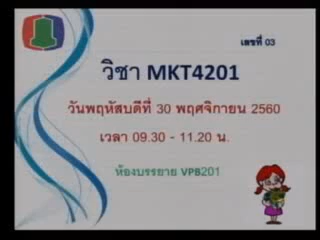 เลขที่ 03
วิชา MKT4201
วันพฤหัสบดีที่ 30 พฤศจิกายน 2560
เวลา 09.30 - 11.20 น.
ห้องบรรยาย VPB201